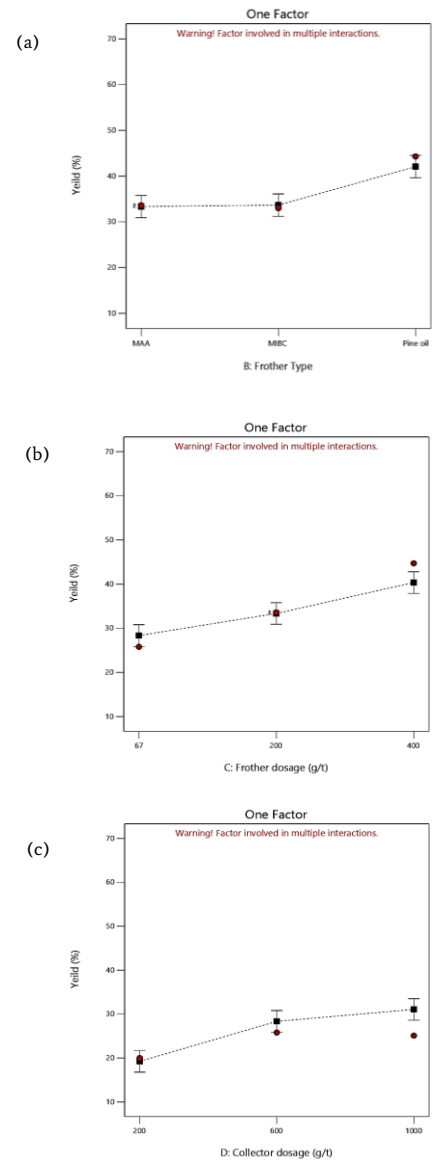 (a)
One Factor
Warning! Factor involved in multiple interactions.
70
60
50
40
30
20
10
Yeild (%)
MAA MIBC Pine oil
B: Frother Type
(b)
One Factor
Warning! Factor involved in multiple interactions.
70
60
50
40
30
20
10
Yeild (%)
67 200 400
C: Frother dosage (g/t)
(c)
One Factor
Warning! Factor involved in multiple interactions.
70
60
50
40
30
20
10
Yeild (%)
200 600 1000
D: Collector dosage (g/t)